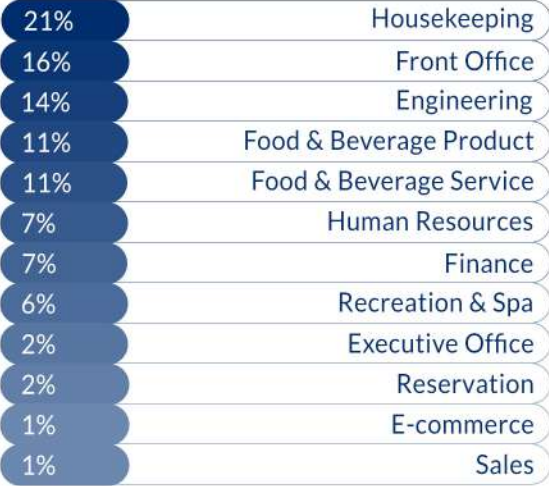 21% Housekeeping
16% Front Office
14% Engineering
11% Food & Beverage Product
11% Food & Beverage Service
7% Human Resources
7% Finance
6% Recreation & Spa
2% Executive Office
2% Reservation
1% E-commerce
1% Sales